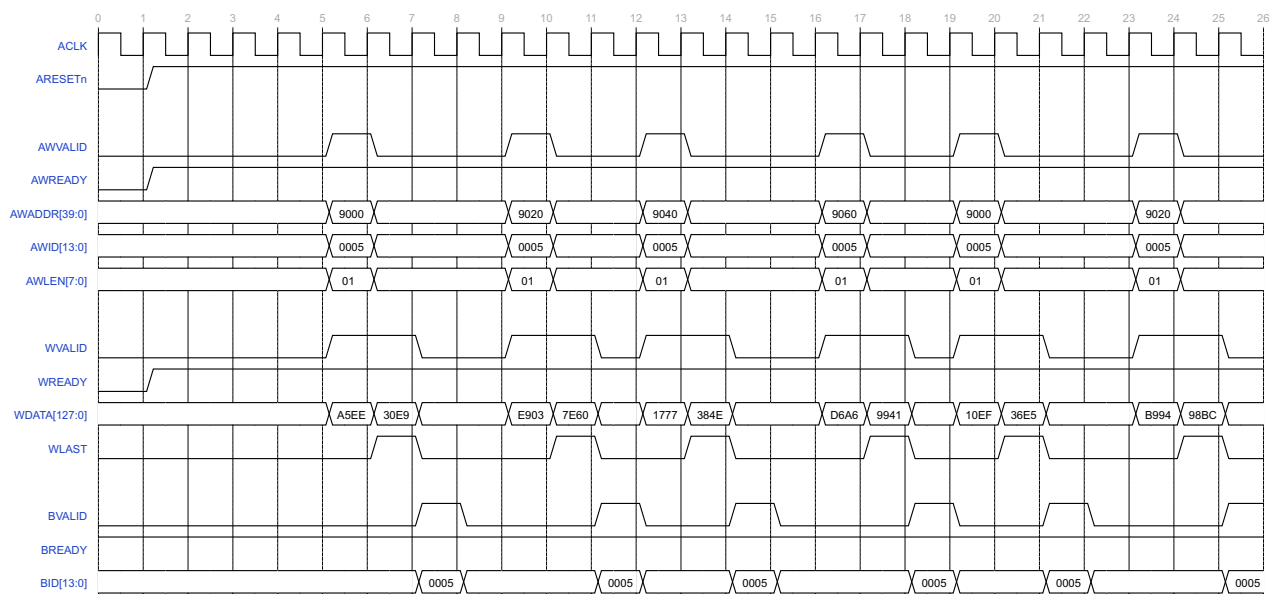 0 1 2 3 4 5 6 7 8 9 10 11 12 13 14 15 16 17 18 19 20 21 22 23 24 25 26
ACLK
ARESETn
AWVALID
AWREADY
AWADDR[39:0] 9000 9020 9040 9060 9000 9020
AWID[13:0] 0005 0005 0005 0005 0005 0005
AWLEN[7:0] 01 01 01 01 01 01
WVALID
WREADY
WDATA[127:0] A5EE 30E9 E903 7E60 1777 384E D6A6 9941 10EF 36E5 B994 98BC
WLAST
BVALID
BREADY
BID[13:0] 0005 0005 0005 0005 0005 0005